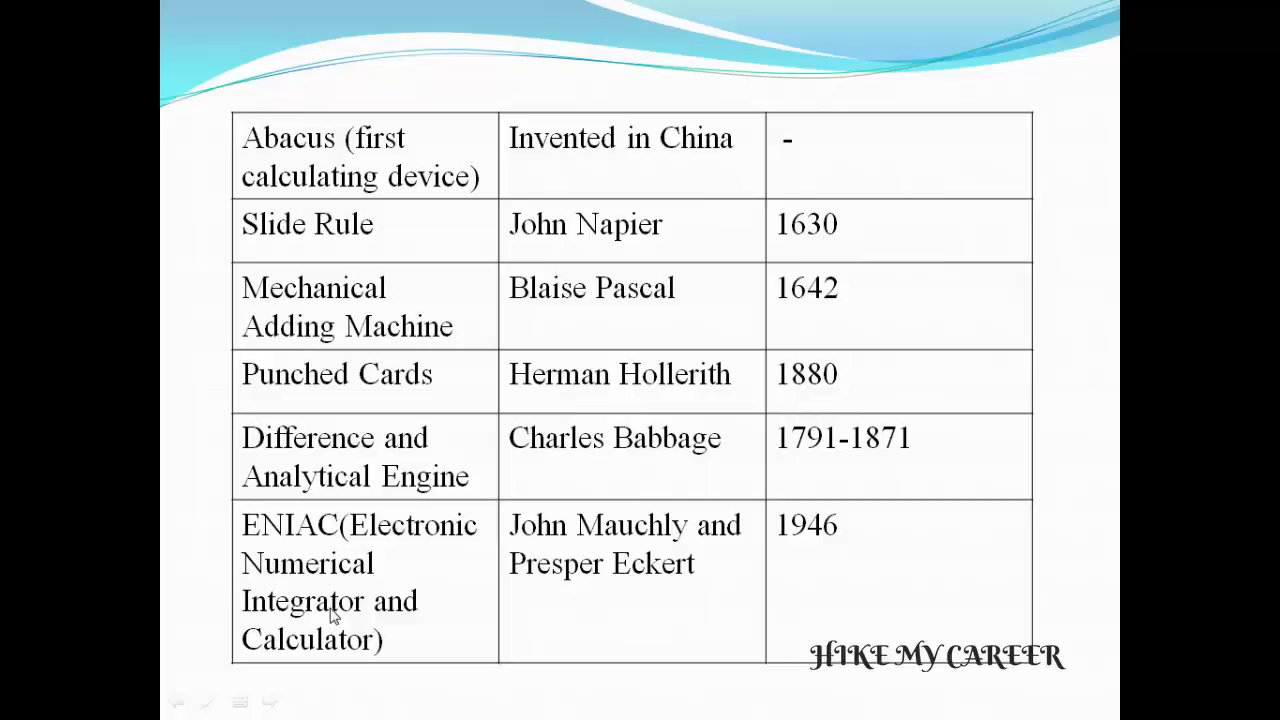 Abacus (first
calculating device)
Invented in China
-
Slide Rule
John Napier
1630
Mechanical
Adding Machine
Blaise Pascal
1642
Punched Cards
Herman Hollerith
1880
Difference and
Analytical Engine
Charles Babbage
1791-1871
ENIAC(Electronic
Numerical
Integrator and
Calculator)
John Mauchly and
Presper Eckert
1946
HIKE MY CAREER